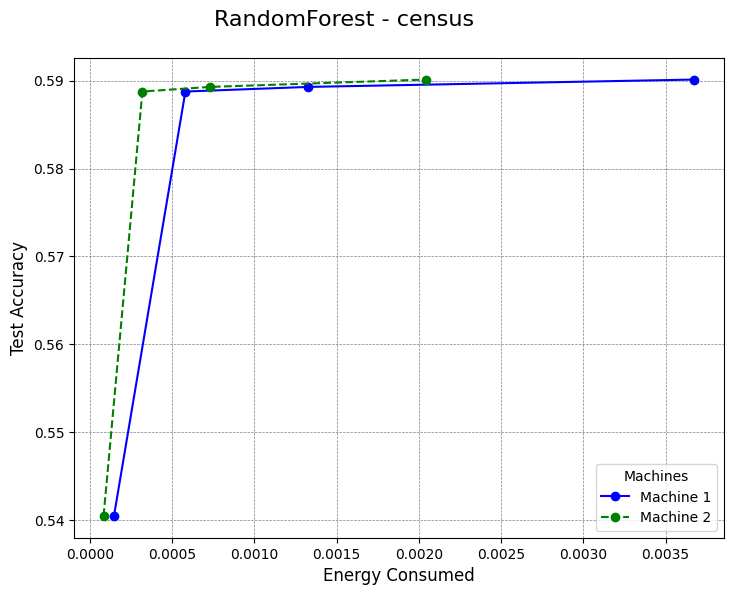 RandomForest - census
Test Accuracy
0.59
0.58
0.57
0.56
0.55
0.54
Machines
Machine 1
Machine 2
0.0000 0.0005 0.0010 0.0015 0.0020 0.0025 0.0030 0.0035
Energy Consumed